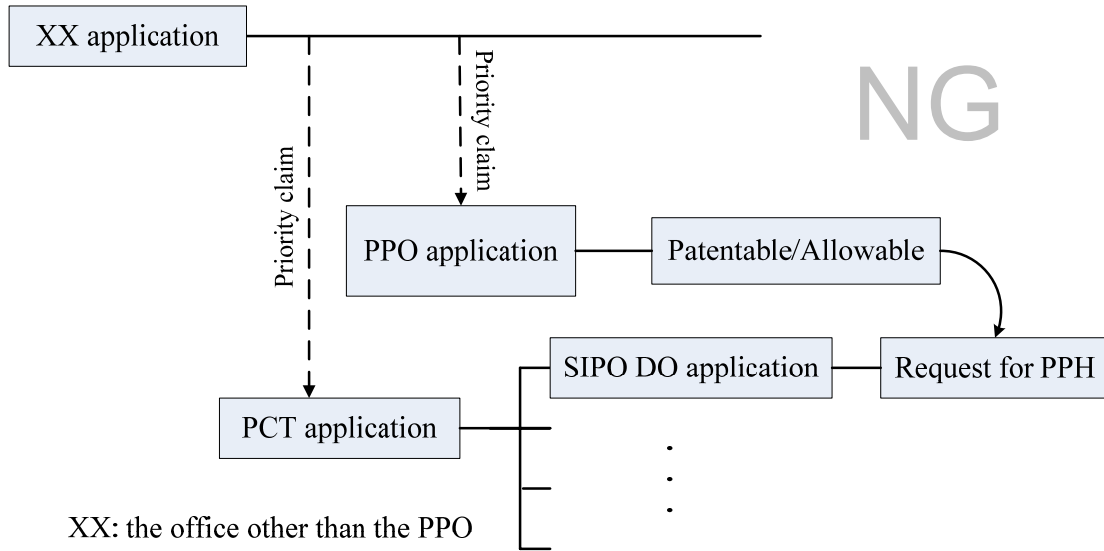 XX application
Priority claim
Priority claim
NG
PPO application
Patentable/Allowable
SIPO DO application
Request for PPH
PCT application
XX: the office other than the PPO